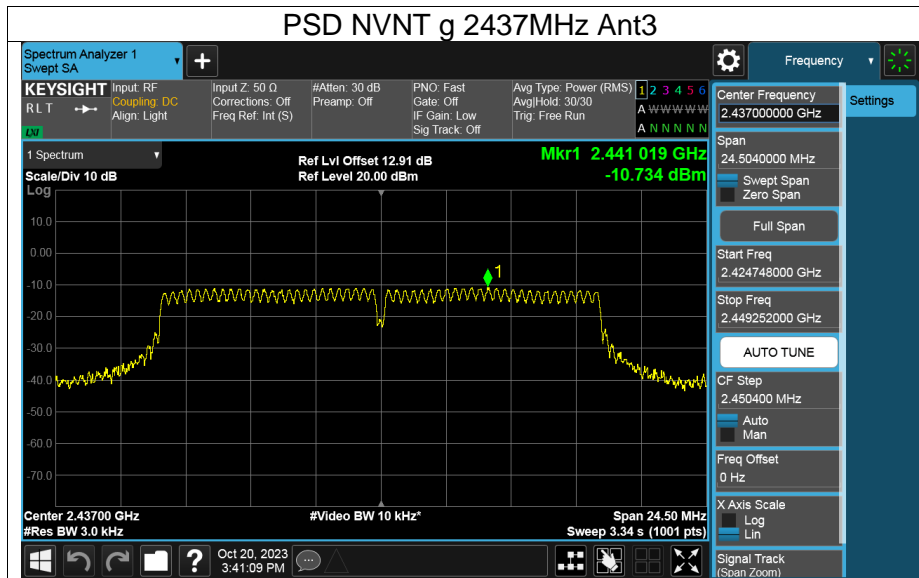 PSD NVNT g 2437MHz Ant3
Spectrum Analyzer 1
Swept SA
Frequency
KEYSIGHT
R L T
LXI
Input: RF
Coupling: DC
Align: Light
Input Z: 50 Ω
Corrections: Off
Freq Ref: Int (S)
#Atten: 30 dB
Preamp: Off
PNO: Fast
Gate: Off
IF Gain: Low
Sig Track: Off
Avg Type: Power (RMS)
Avg|Hold: 30/30
Trig: Free Run
1 2 3 4 5 6
A W W W W W
A N N N N N
1 Spectrum
Scale/Div 10 dB
Log
Ref Lvl Offset 12.91 dB
Ref Level 20.00 dBm
Mkr1 2.441 019 GHz
-10.734 dBm
10.0
0.00
-10.0
-20.0
-30.0
-40.0
-50.0
-60.0
-70.0
1
Center 2.43700 GHz
#Res BW 3.0 kHz
#Video BW 10 kHz*
Span 24.50 MHz
Sweep 3.34 s (1001 pts)
?
Oct 20, 2023
3:41:09 PM
Center Frequency
2.437000000 GHz
Settings
Span
24.5040000 MHz
Swept Span
Zero Span
Full Span
Start Freq
2.424748000 GHz
Stop Freq
2.449252000 GHz
AUTO TUNE
CF Step
2.450400 MHz
Auto
Man
Freq Offset
0 Hz
X Axis Scale
Log
Lin
Signal Track
(Span Zoom)